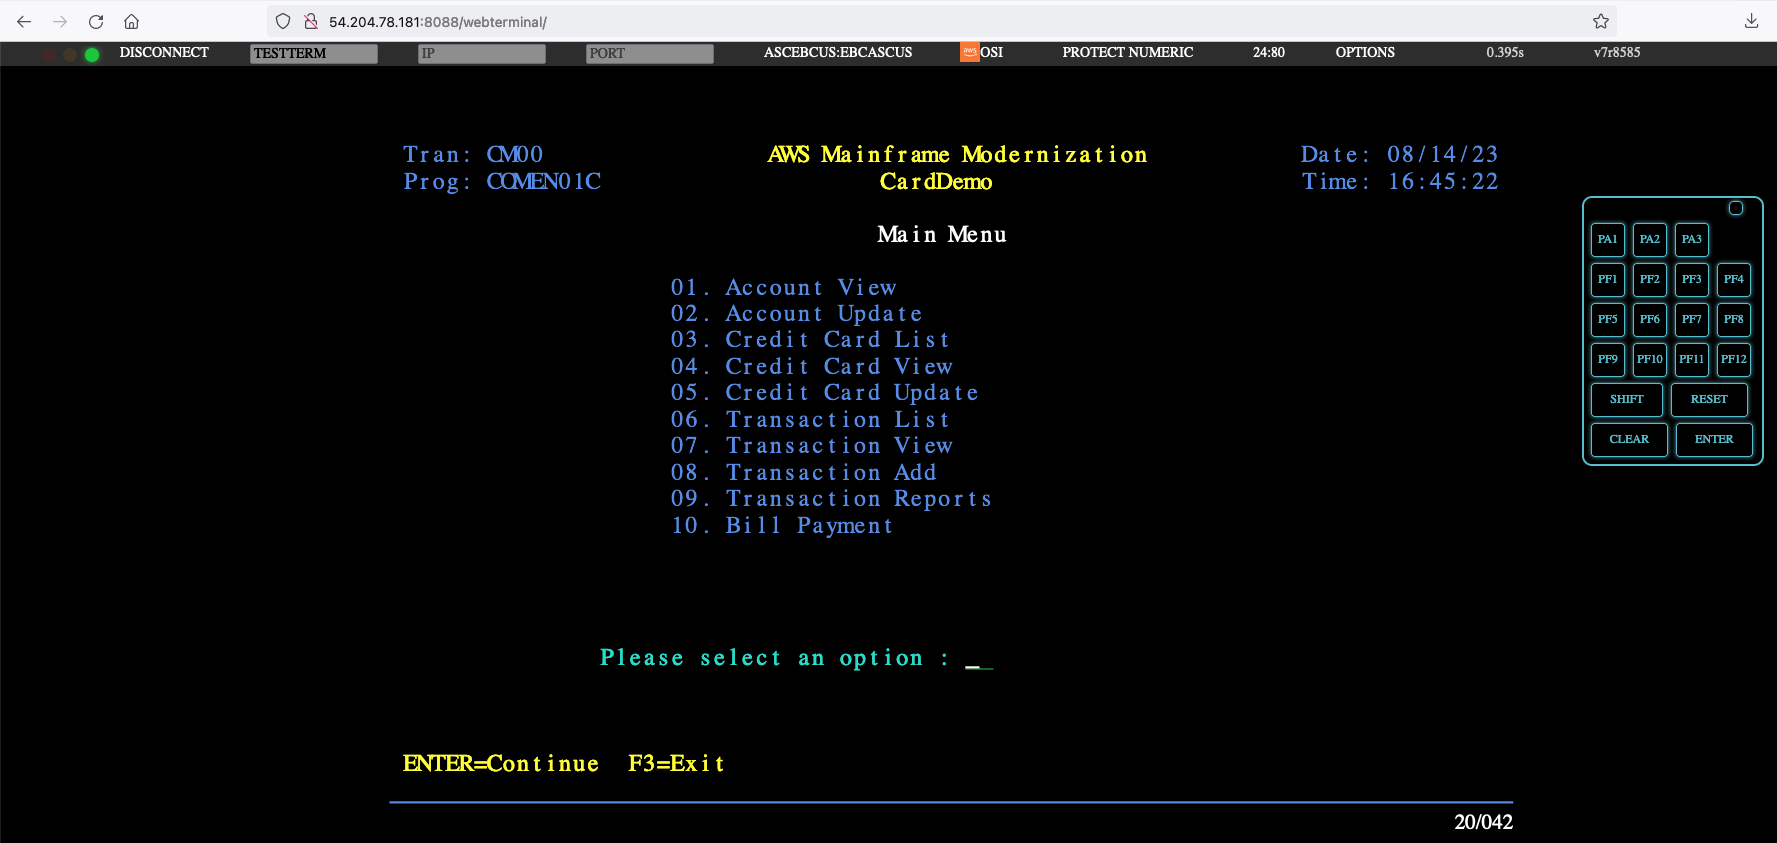 54.204.78.181:8088/webterminal/
DISCONNECT TESTTERM IP PORT ASCEBCUS:EBCASCUS aws OSI PROTECT NUMERIC 24:80 OPTIONS 0.395s v7r8585
Tran: CM00 AWS Mainframe Modernization Date: 08/14/23
Prog: COMEN01C CardDemo Time: 16:45:22
Main Menu
01. Account View
02. Account Update
03. Credit Card List
04. Credit Card View
05. Credit Card Update
06. Transaction List
07. Transaction View
08. Transaction Add
09. Transaction Reports
10. Bill Payment
Please select an option :
ENTER=Continue F3=Exit
20/042
PA1 PA2 PA3
PF1 PF2 PF3 PF4
PF5 PF6 PF7 PF8
PF9 PF10 PF11 PF12
SHIFT RESET
CLEAR ENTER